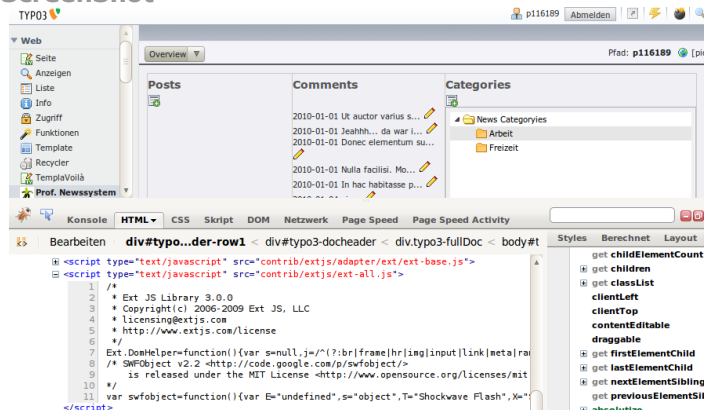 Screenshot
TYPO3
p116189 Abmelden
Web
Seite
Anzeigen
Liste
Info
Zugriff
Funktionen
Template
Recycler
TemplaVoilà
Prof. Newssystem
Overview
Pfad: p116189
Posts
Comments
2010-01-01 Ut auctor varius s...
2010-01-01 Jeahhh... da war i...
2010-01-01 Donec elementum su...
2010-01-01 Nulla facilisi. Mo...
2010-01-01 In hac habitasse p...
Categories
News Categoryies
Arbeit
Freizeit
Konsole HTML CSS Skript DOM Netzwerk Page Speed Page Speed Activity
Bearbeiten div#typo...der-row1 < div#typo3-docheader < div.typo3-fullDoc < body#t
<script type="text/javascript" src="contrib/extjs/adapter/ext/ext-base.js">
<script type="text/javascript" src="contrib/extjs/ext-all.js">
1 /*
2 * Ext JS Library 3.0.0
3 * Copyright(c) 2006-2009 Ext JS, LLC
4 * licensing@extjs.com
5 * http://www.extjs.com/license
6 */
7 Ext.DomHelper=function(){var s=null,j=/^(?:br|frame|hr|img|input|link|meta|ra
8 /* SWFObject v2.2 <http://code.google.com/p/swfobject/>
9 is released under the MIT License <http://www.opensource.org/licenses/mit
10 */
11 var swfobject=function(){var E="undefined",s="object",T="Shockwave Flash",X="
</script>
Styles Berechnet Layout
get childElementCount
get children
get classList
clientLeft
clientTop
contentEditable
draggable
get firstElementChild
get lastElementChild
get nextElementSibling
get previousElementSib
absolutize